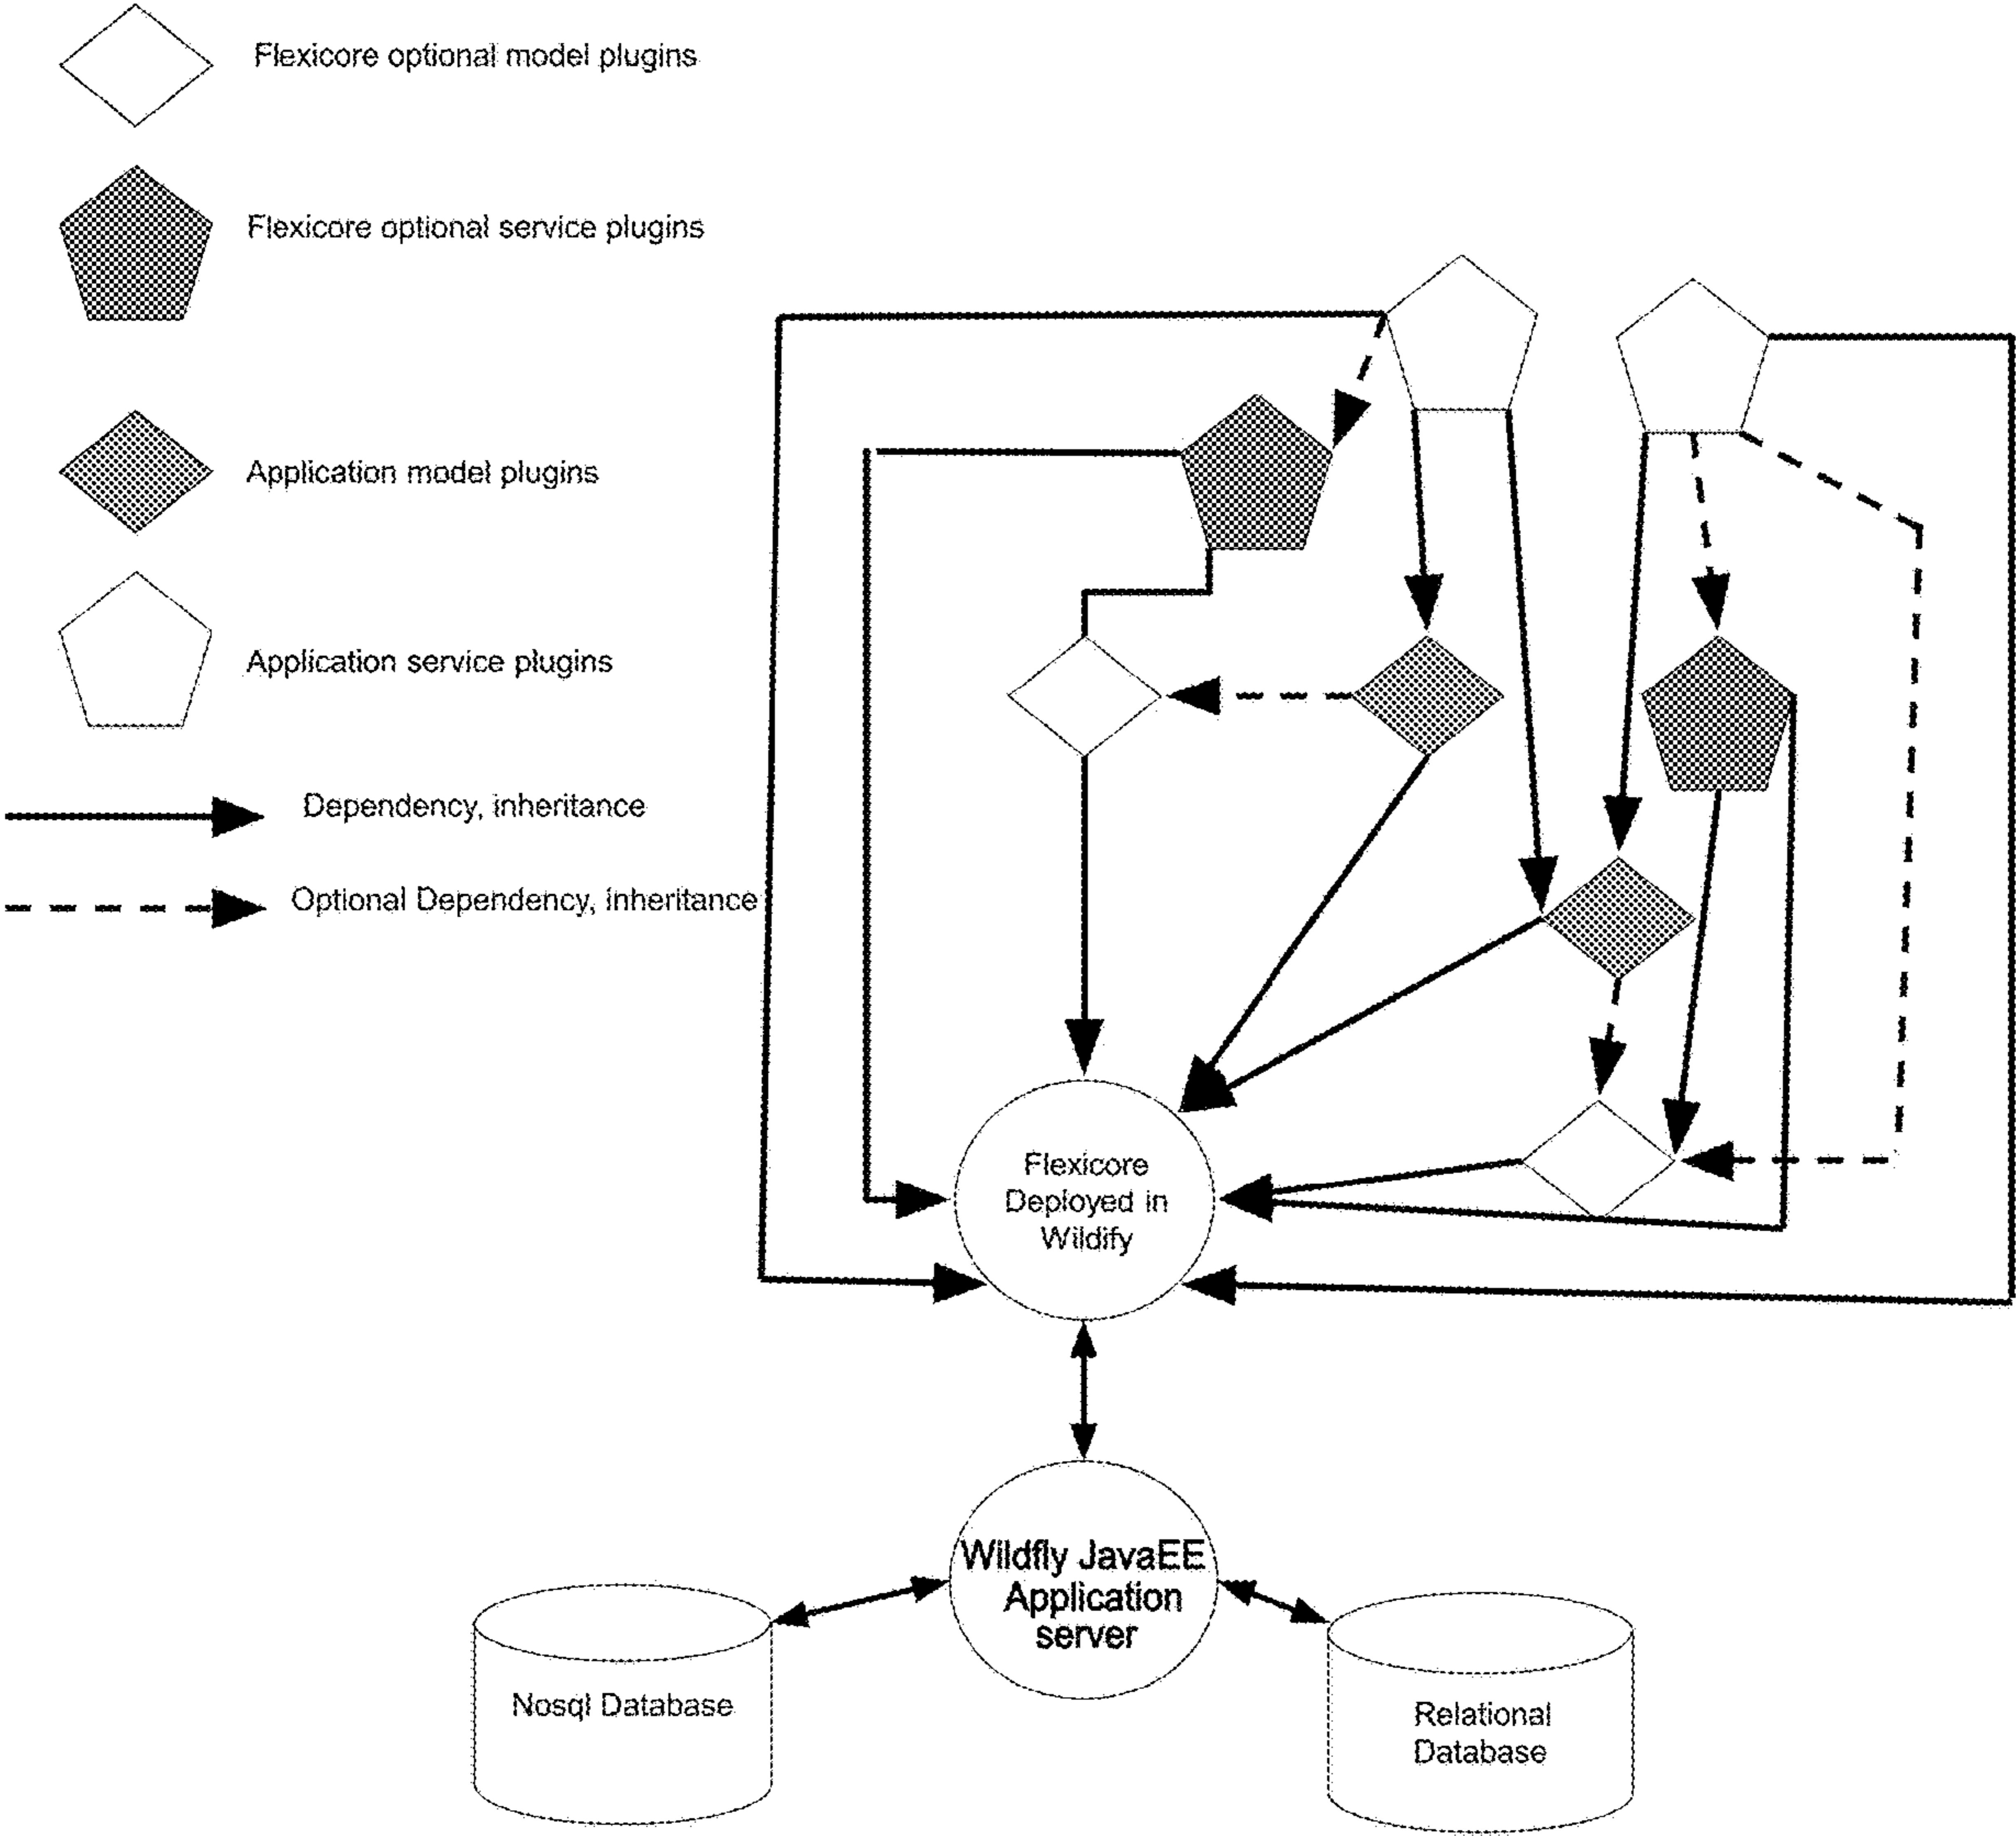 Flexicore optional model plugins
Flexicore optional service plugins
Application model plugins
Application service plugins
Dependency, inheritance
Optional Dependency, inheritance
Flexicore
Deployed in
Wildify
Wildfly JavaEE
Application
server
Nosql Database
Relational
Database